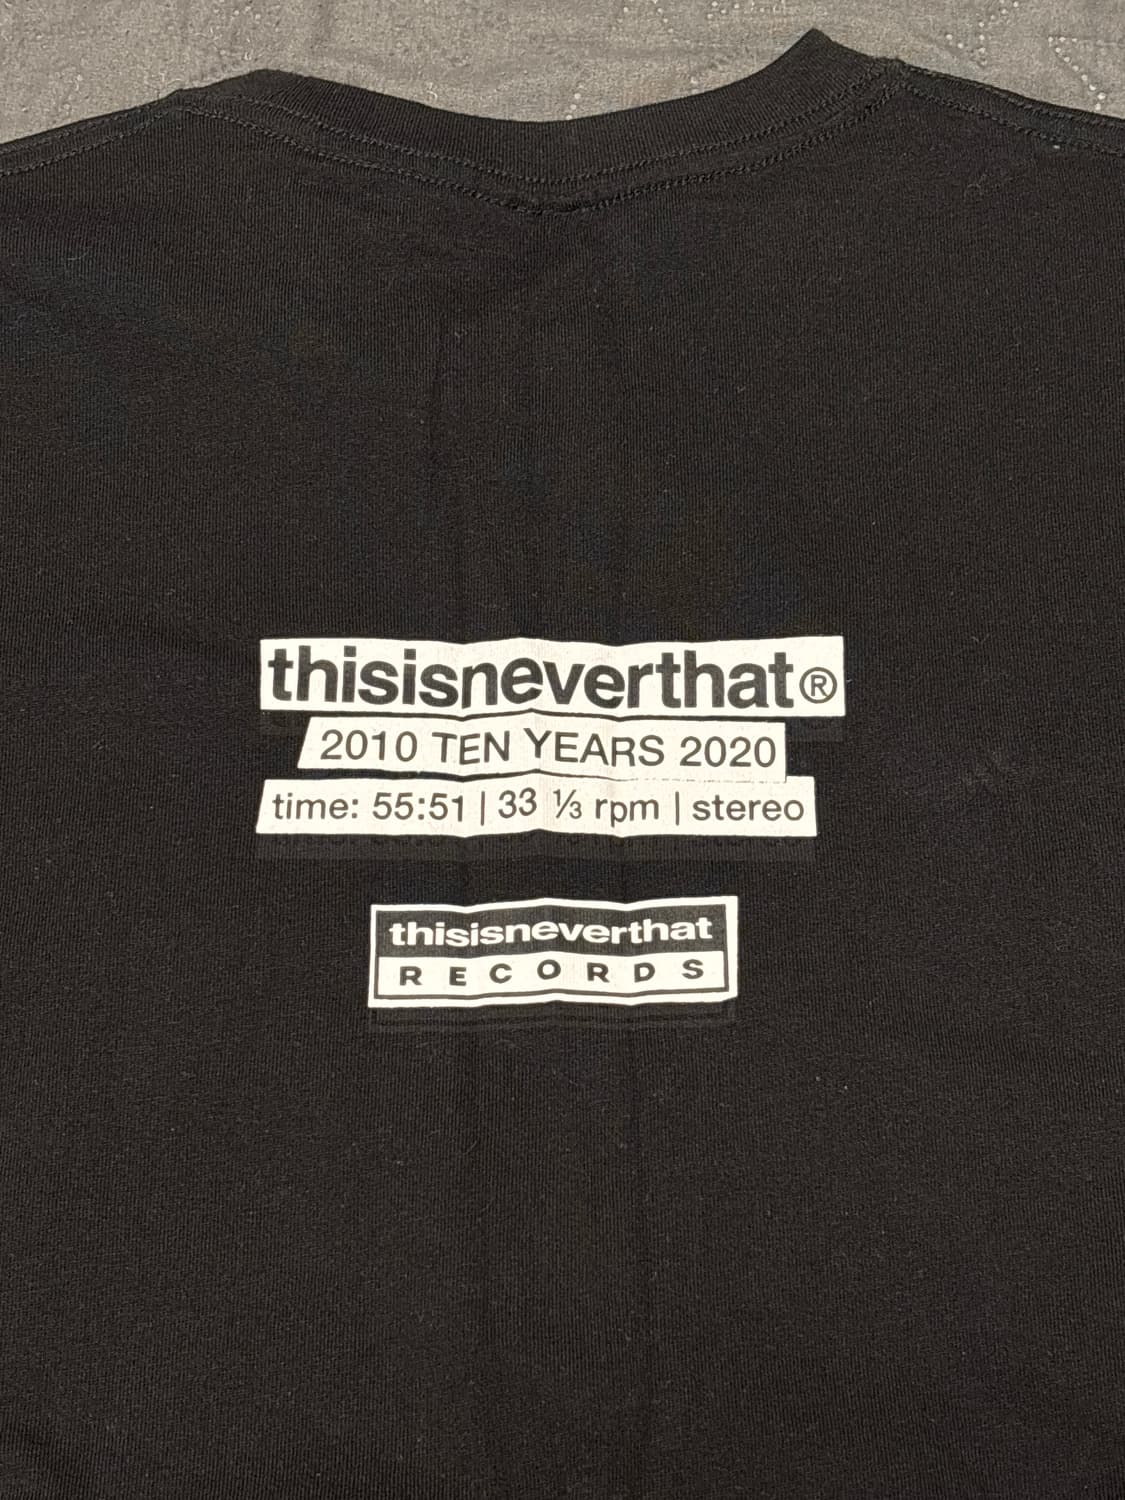 thisisneverthat®
2010 TEN YEARS 2020
time: 55:51 | 33 ⅓ rpm | stereo
thisisneverthat
RECORDS